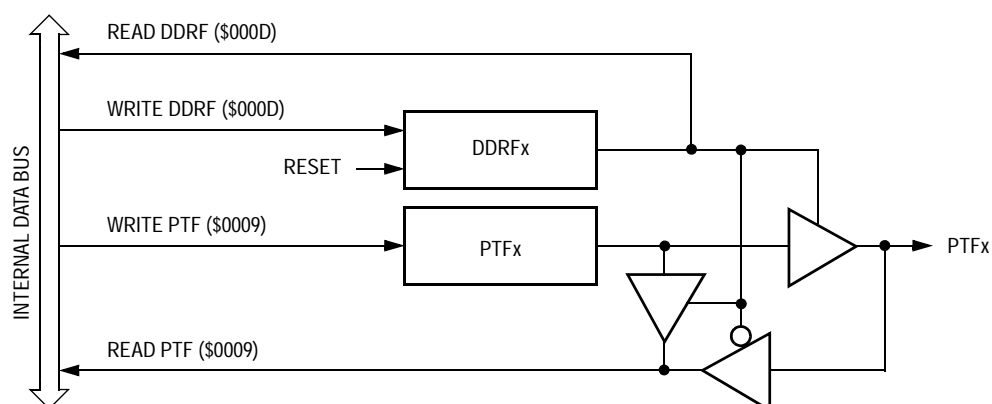 READ DDRF ($000D)
WRITE DDRF ($000D)
DDRFx
RESET
INTERNAL DATA BUS
WRITE PTF ($0009)
PTFx
PTFx
READ PTF ($0009)